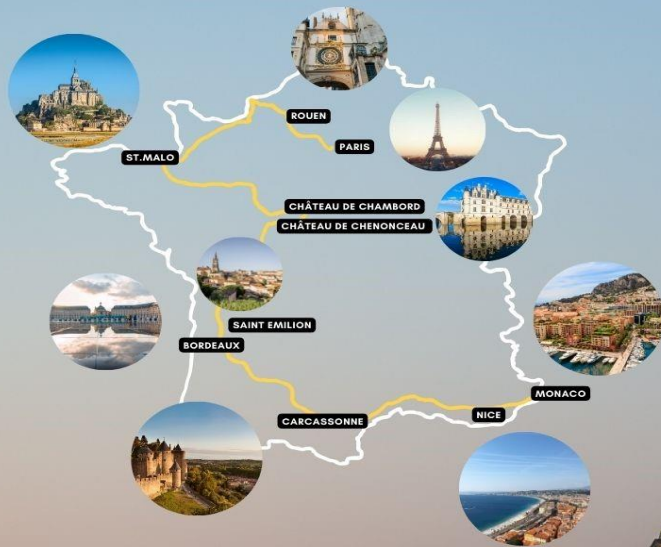 ROUEN
PARIS
ST.MALO
CHÂTEAU DE CHAMBORD
CHÂTEAU DE CHENONCEAU
SAINT EMILION
BORDEAUX
MONACO
NICE
CARCASSONNE